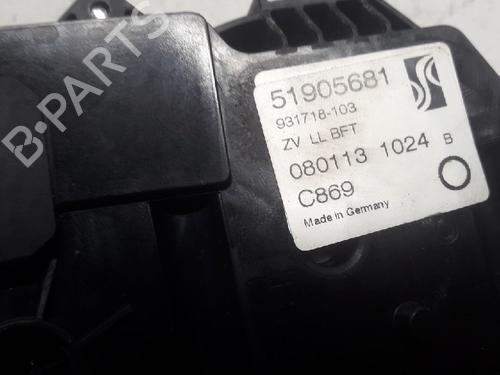 B-PARTS
51905681
931718-103
ZV LL BFT
080113 1024 B
C869
Made in Germany